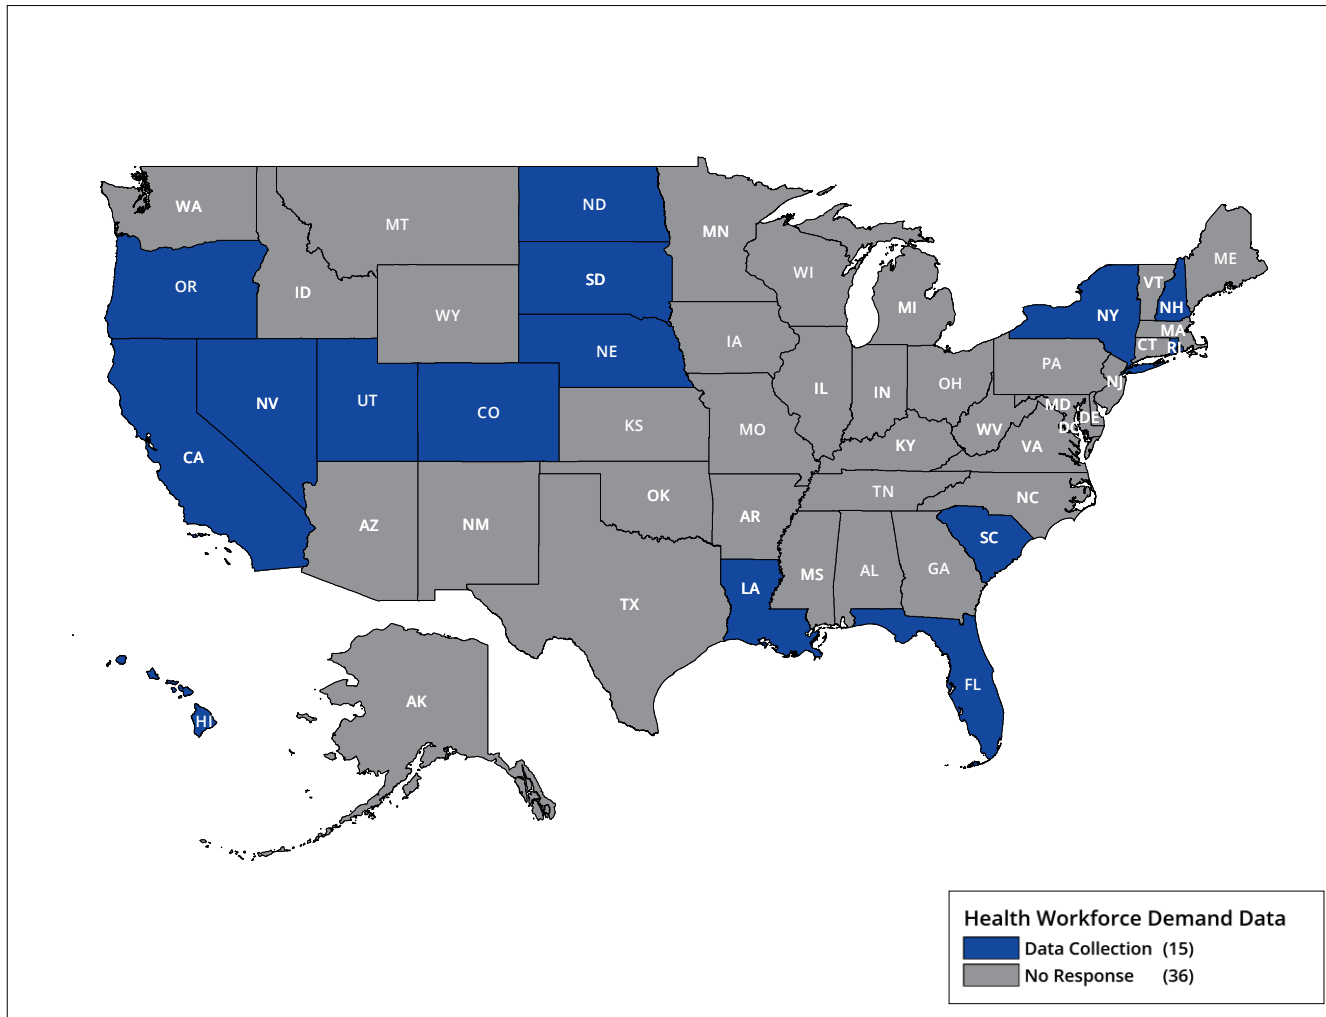 WA
MT
ND
MN
ME
WI
VT
OR
ID
SD
MI
NH
WY
NY
MA
IA
CT
RI
NE
PA
NJ
UT
CO
OH
IL
IN
NV
MD
DE
KS
DC
MO
WV
VA
KY
CA
TN
OK
NC
AZ
NM
AR
SC
GA
AL
MS
LA
TX
FL
AK
HI
Health Workforce Demand Data
Data Collection (15)
No Response (36)